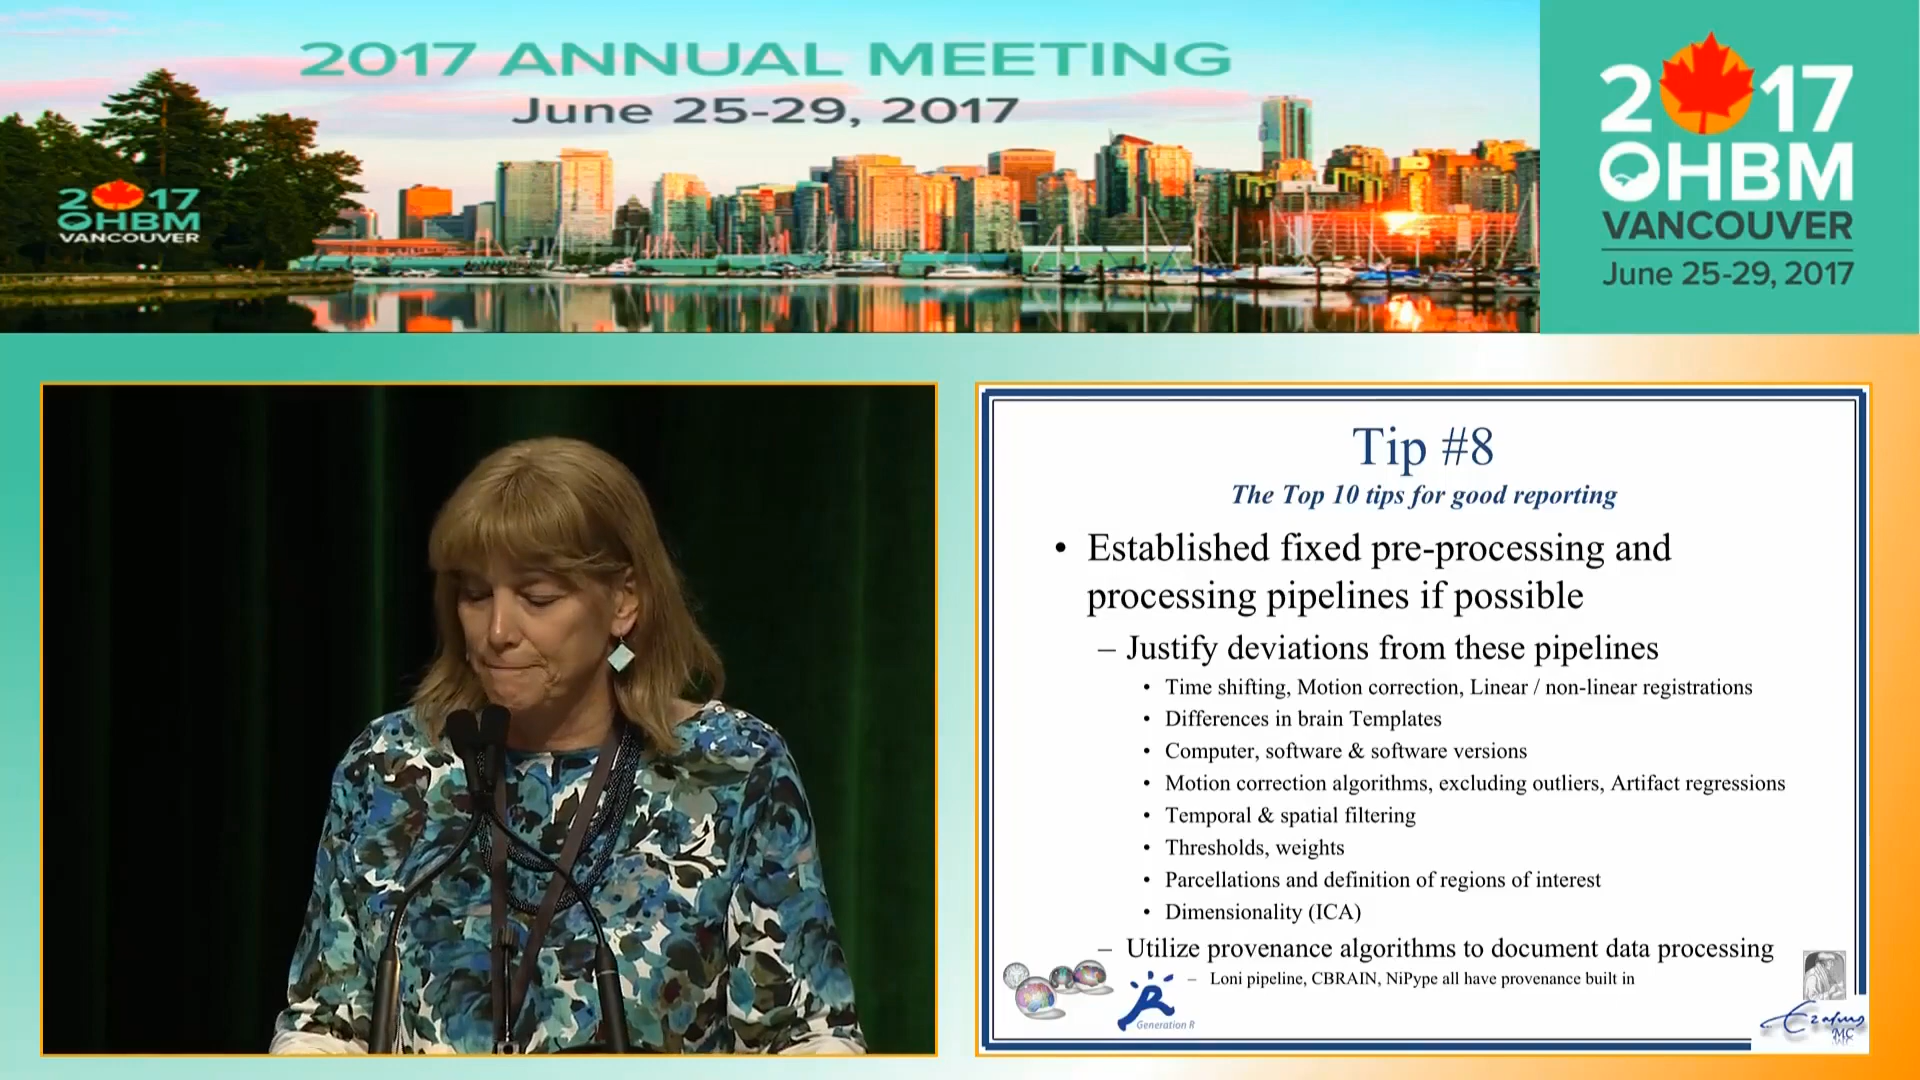 2017 ANNUAL MEETING
June 25-29, 2017
2017
OHBM
VANCOUVER
2017
OHBM
VANCOUVER
June 25-29, 2017
Tip #8
The Top 10 tips for good reporting
• Established fixed pre-processing and
processing pipelines if possible
– Justify deviations from these pipelines
• Time shifting, Motion correction, Linear / non-linear registrations
• Differences in brain Templates
• Computer, software & software versions
• Motion correction algorithms, excluding outliers, Artifact regressions
• Temporal & spatial filtering
• Thresholds, weights
• Parcellations and definition of regions of interest
• Dimensionality (ICA)
– Utilize provenance algorithms to document data processing
– Loni pipeline, CBRAIN, NiPype all have provenance built in
Generation R
Erasmus
MC